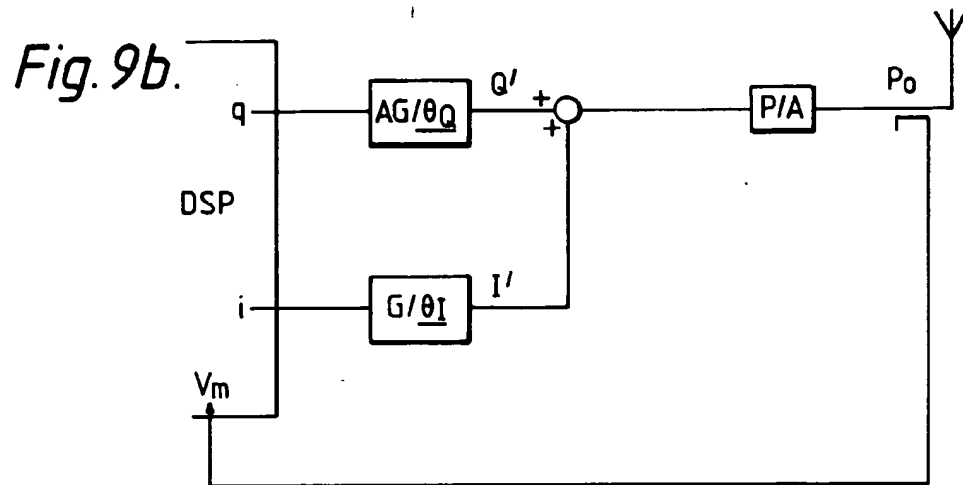 Fig. 9b.
q
AG/θQ
Q'
+
+
P/A
Po
DSP
i
G/θI
I'
Vm